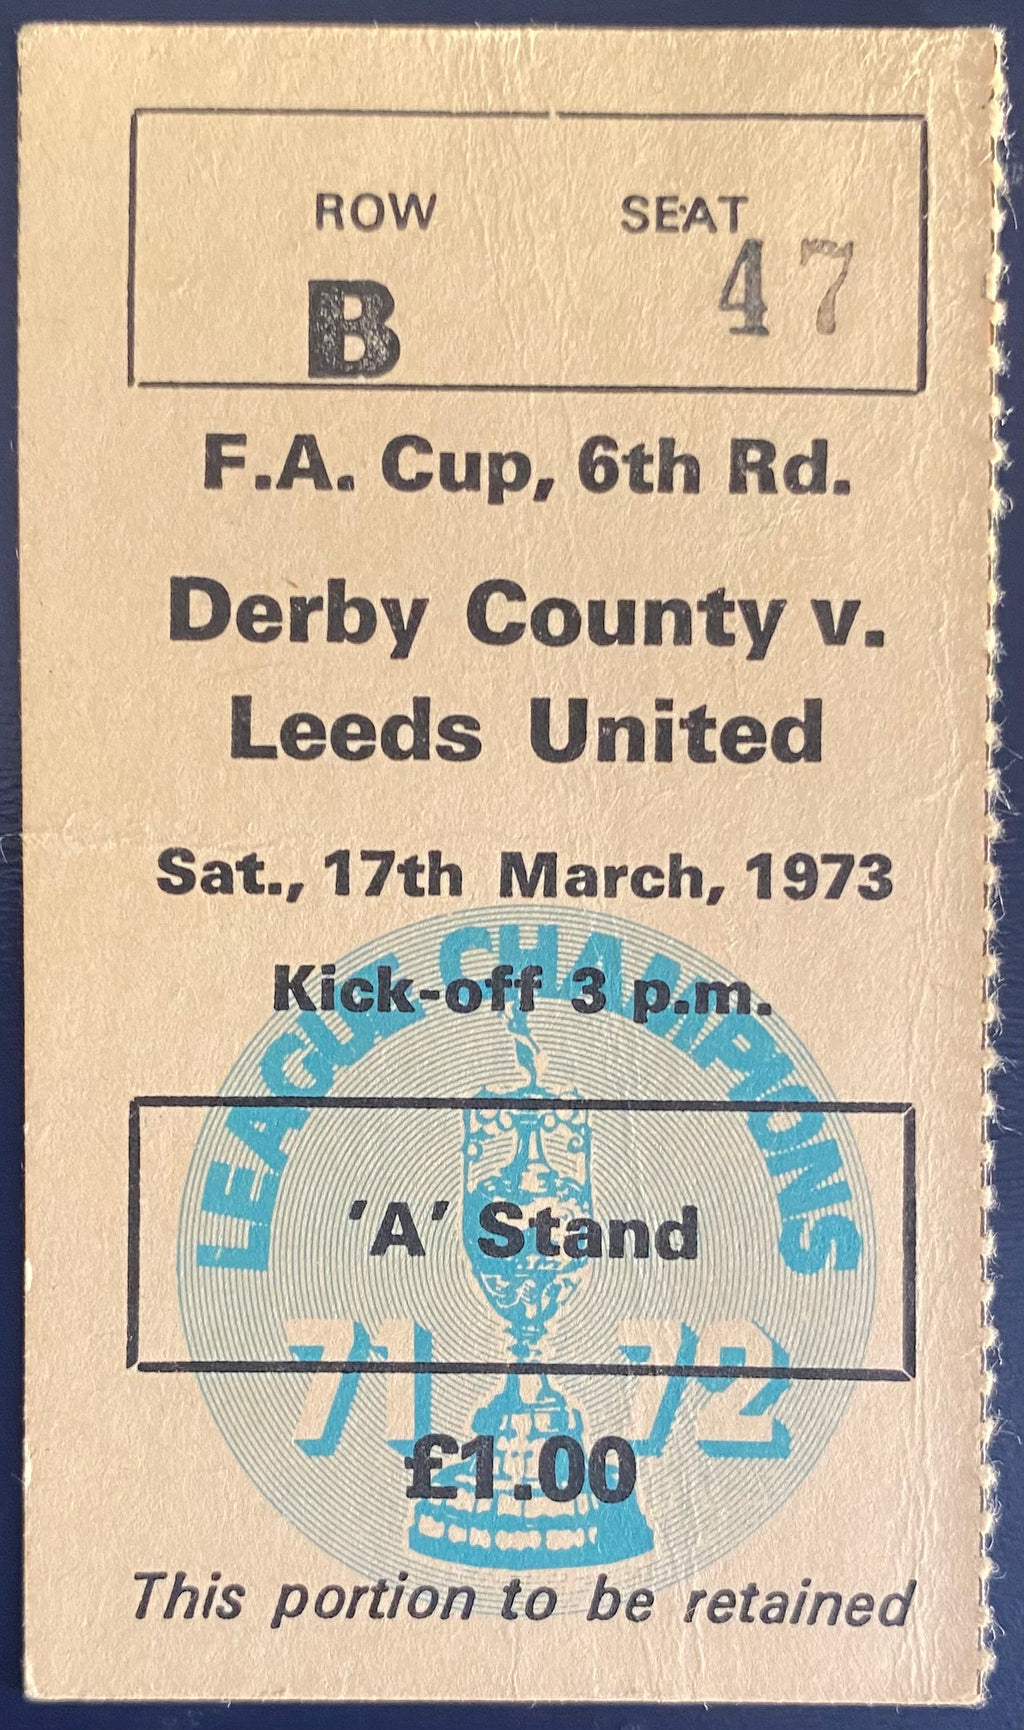 ROW SEAT
B 47
F.A. Cup, 6th Rd.
Derby County v.
Leeds United
Sat., 17th March, 1973
LEAGUE CHAMPIONS
Kick-off 3 p.m.
'A' Stand
71 72
£1.00
This portion to be retained